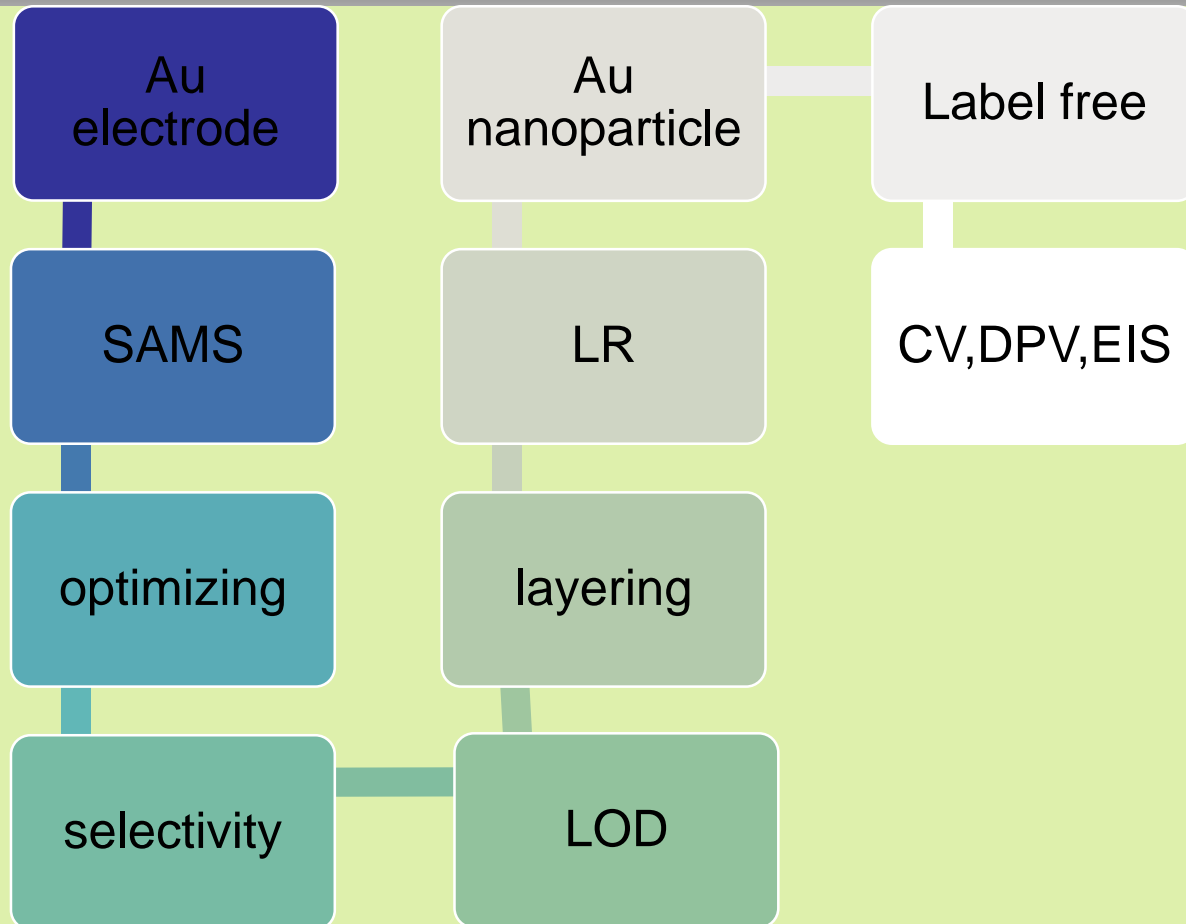 Au
electrode
SAMS
optimizing
selectivity
LOD
layering
LR
Au
nanoparticle
Label free
CV,DPV,EIS